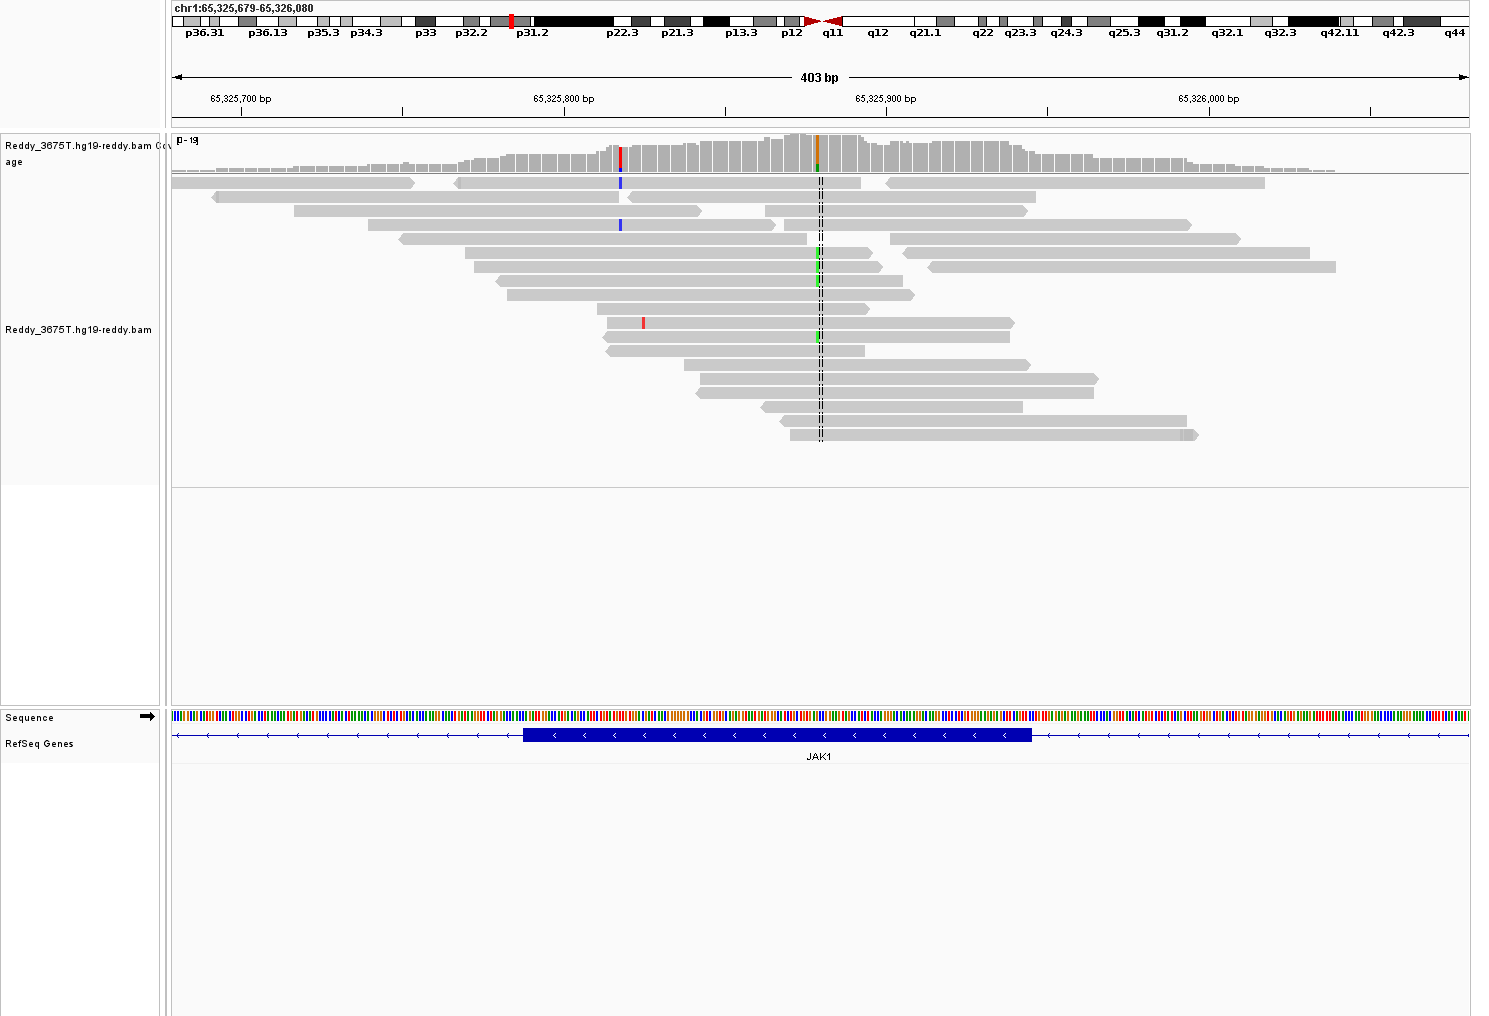 chr1:65,325,679-65,326,080
p36.31 p36.13 p35.3 p34.3 p33 p32.2 p31.2 p22.3 p21.3 p13.3 p12 q11 q12 q21.1 q22 q23.3 q24.3 q25.3 q31.2 q32.1 q32.3 q42.11 q42.3 q44
403 bp
65,325,700 bp 65,325,800 bp 65,325,900 bp 65,326,000 bp
[0 - 19]
Reddy_3675T.hg19-reddy.bam Cov
age
Reddy_3675T.hg19-reddy.bam
Sequence
RefSeq Genes
JAK1